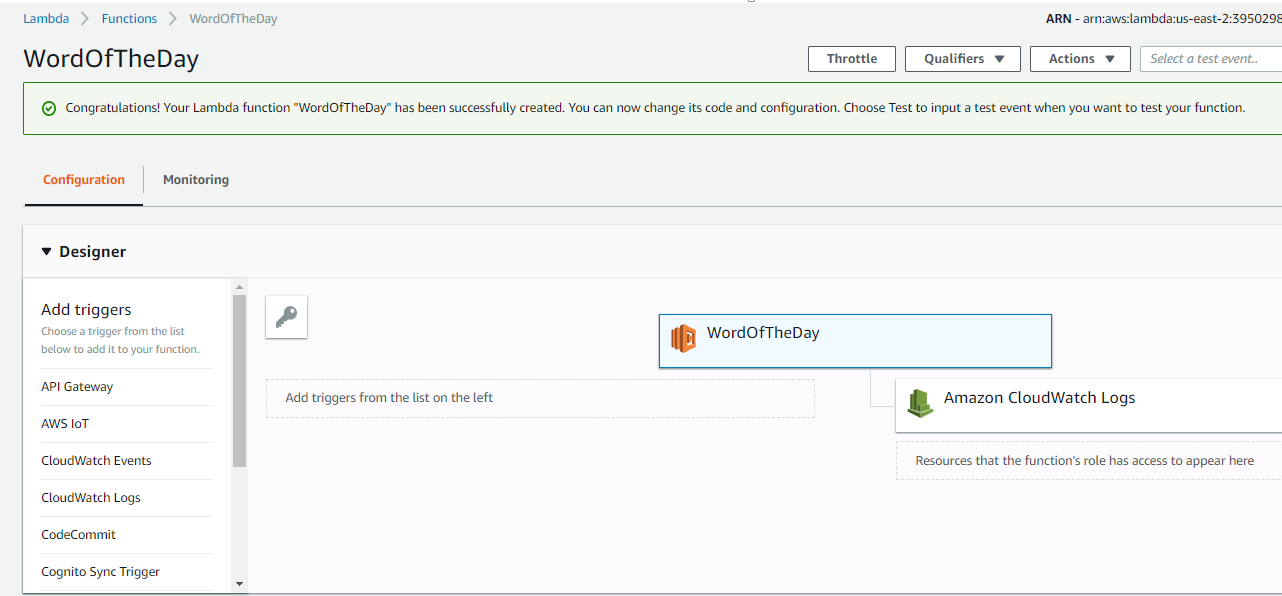 Lambda > Functions > WordOfTheDay
ARN - arn:aws:lambda:us-east-2:3950298
WordOfTheDay
Throttle
Qualifiers
Actions
Select a test event..
Congratulations! Your Lambda function "WordOfTheDay" has been successfully created. You can now change its code and configuration. Choose Test to input a test event when you want to test your function.
Configuration
Monitoring
Designer
Add triggers
Choose a trigger from the list
below to add it to your function.
API Gateway
AWS IoT
CloudWatch Events
CloudWatch Logs
CodeCommit
Cognito Sync Trigger
WordOfTheDay
Add triggers from the list on the left
Amazon CloudWatch Logs
Resources that the function's role has access to appear here